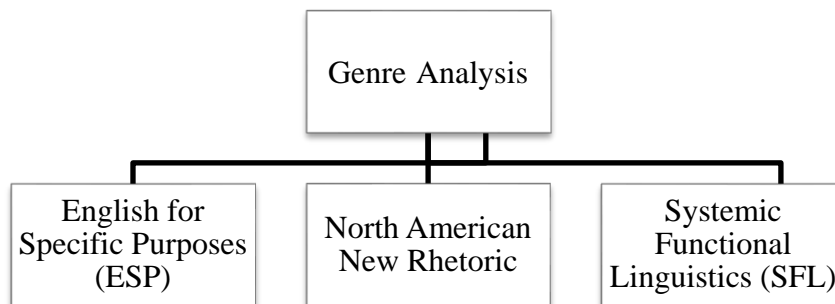 Genre Analysis
English for
Specific Purposes
(ESP)
North American
New Rhetoric
Systemic
Functional
Linguistics (SFL)